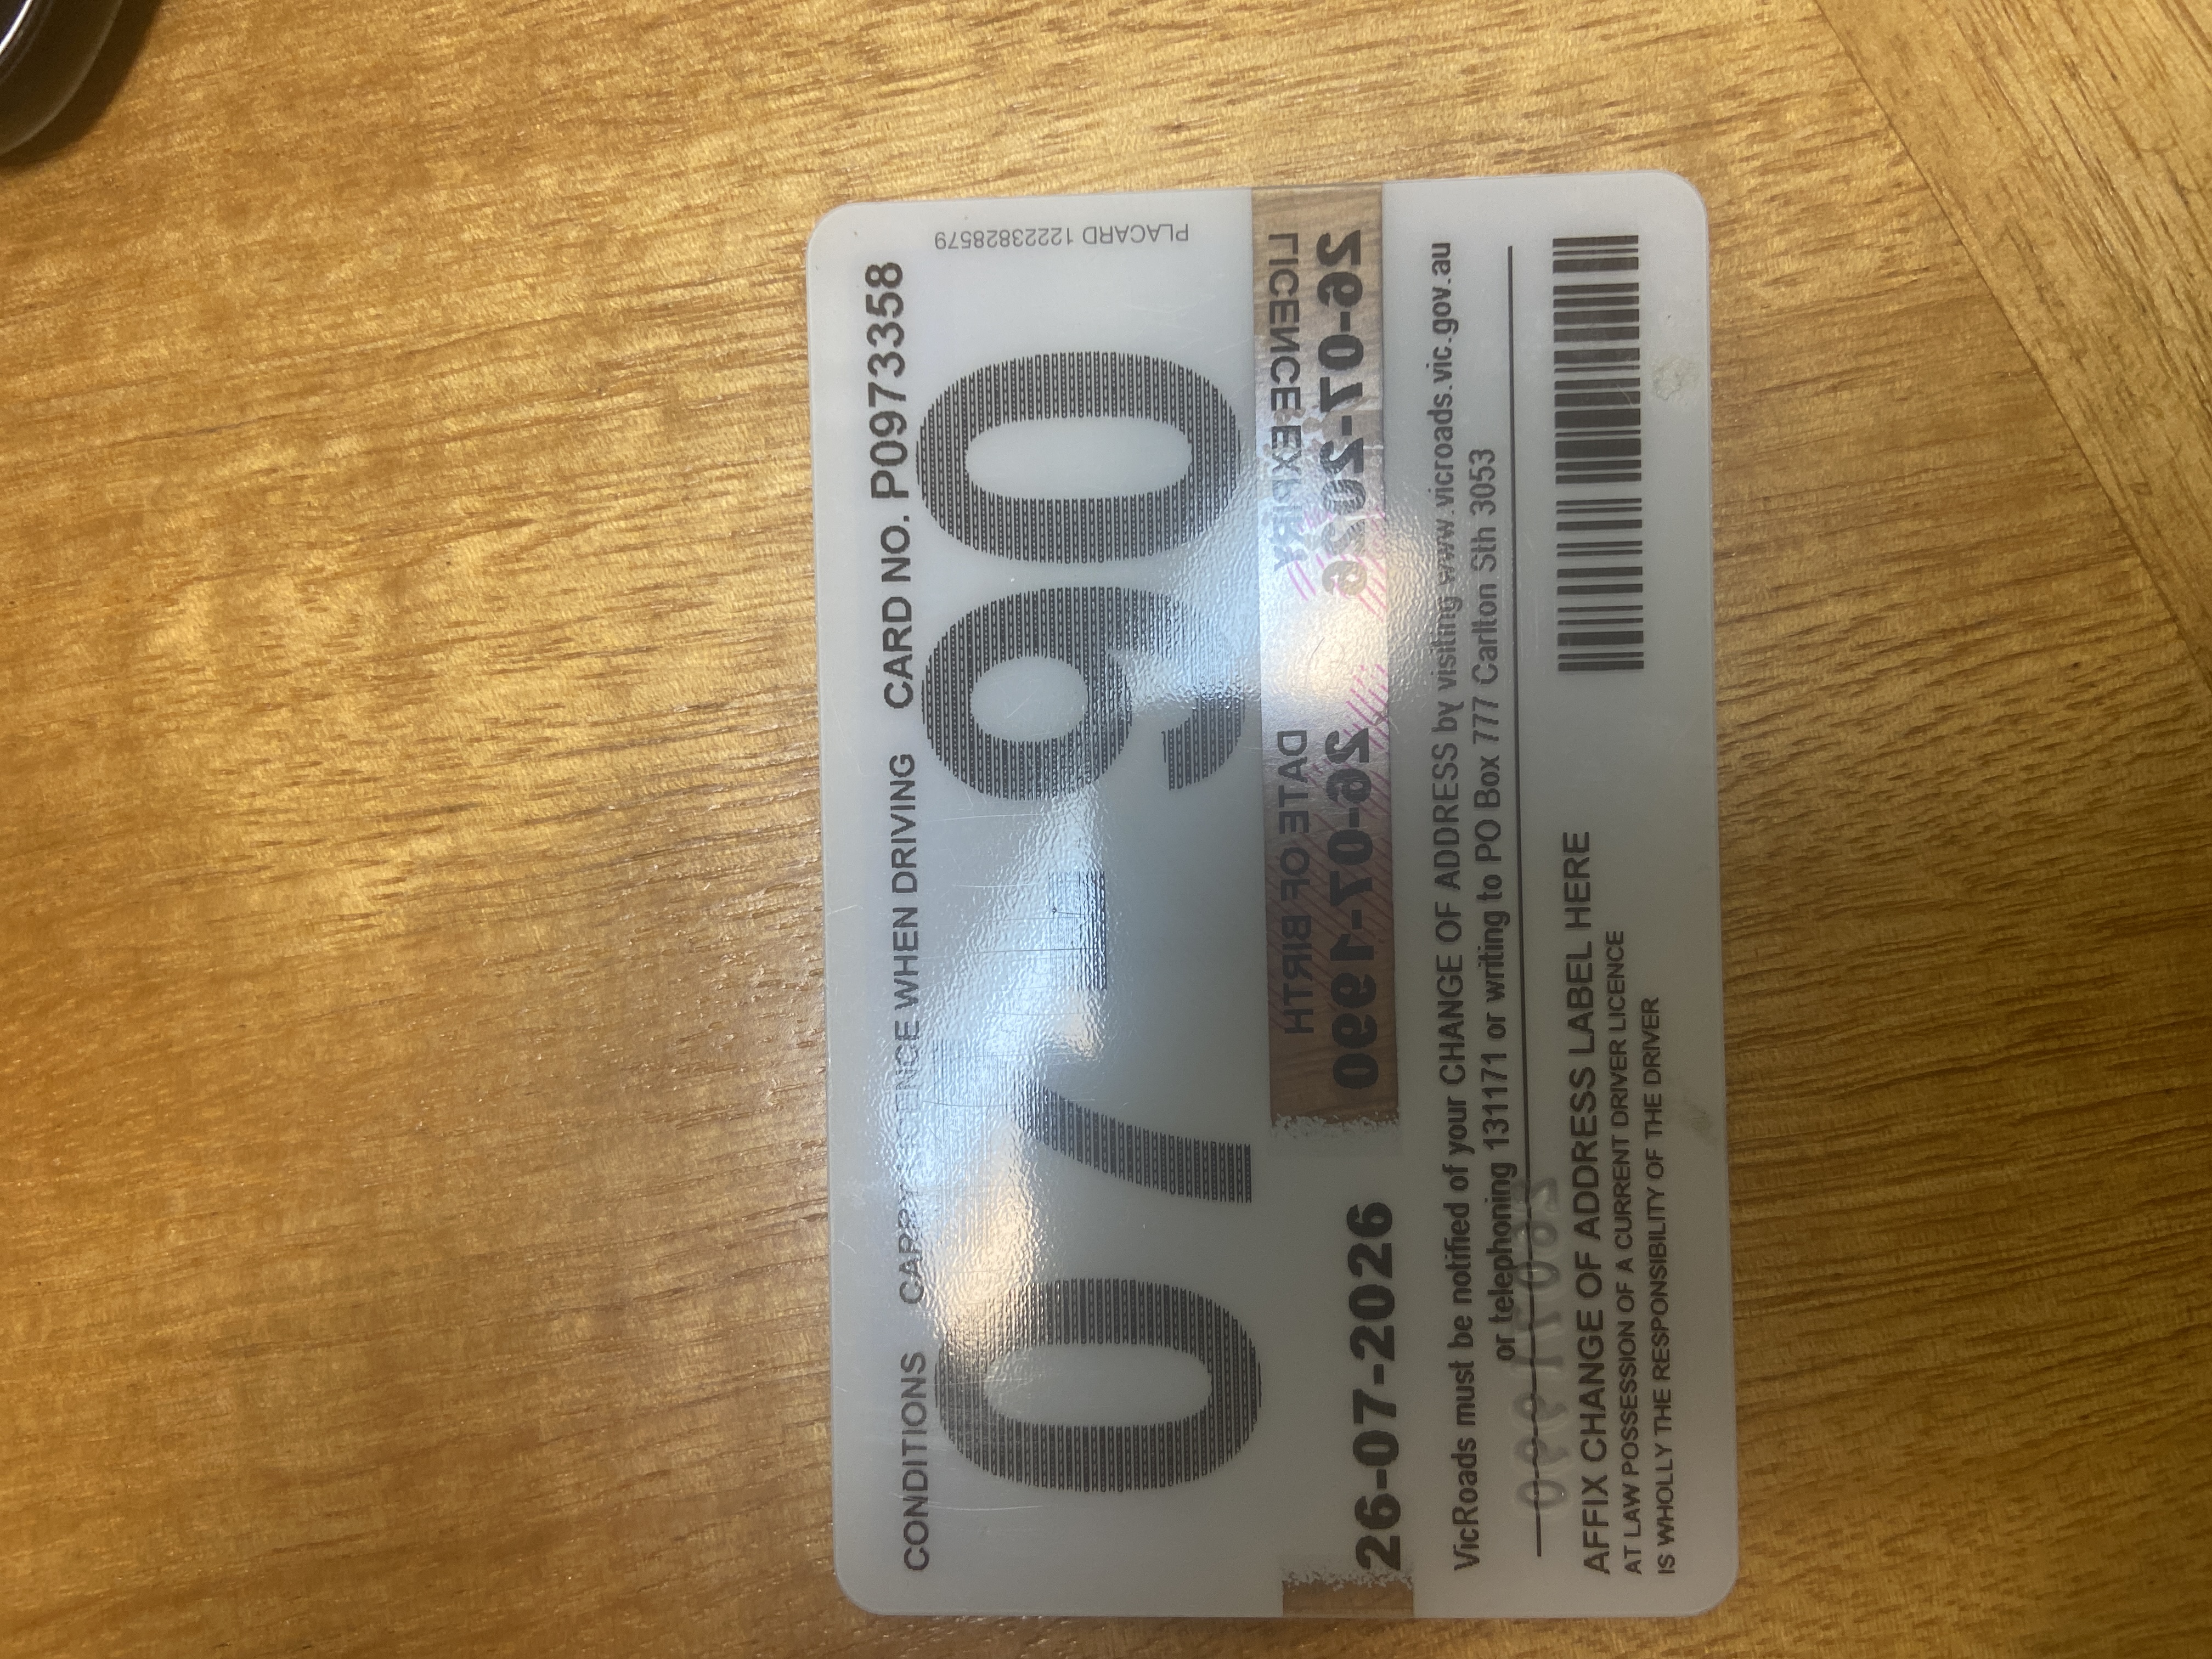 CONDITIONS CARRY LICENCE WHEN DRIVING CARD NO. P0973358
PLACARD 12223828579
07-90
LICENCE EXPIRY
26-07-2026
DATE OF BIRTH
26-07-1990
26-07-2026
VicRoads must be notified of your CHANGE OF ADDRESS by visiting www.vicroads.vic.gov.au
or telephoning 131171 or writing to PO Box 777 Carlton Sth 3053
AFFIX CHANGE OF ADDRESS LABEL HERE
AT LAW POSSESSION OF A CURRENT DRIVER LICENCE
IS WHOLLY THE RESPONSIBILITY OF THE DRIVER